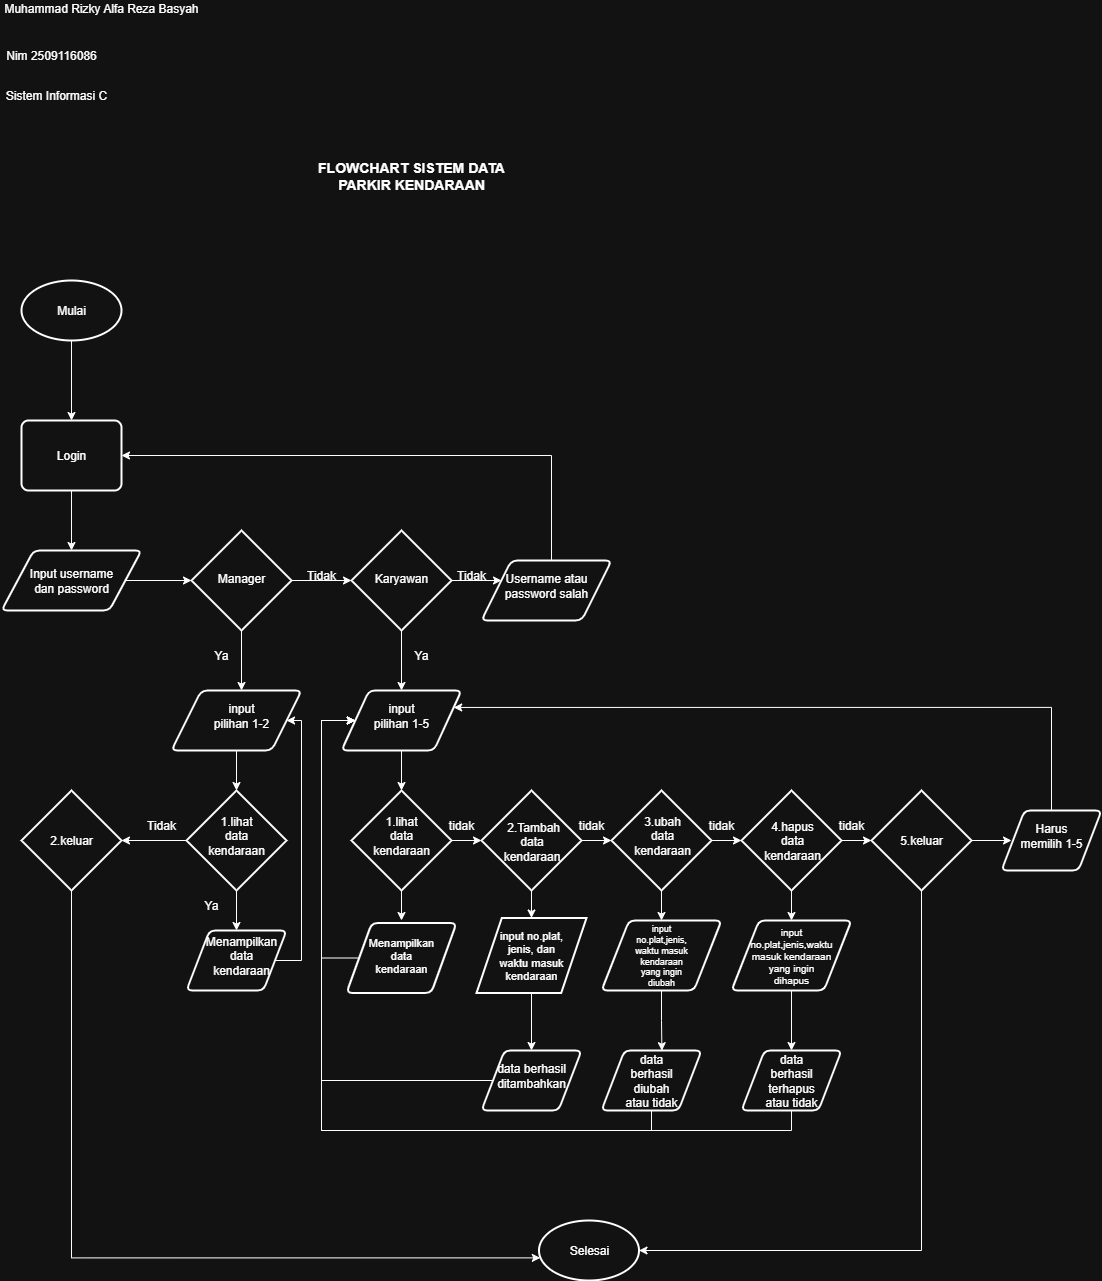 Muhammad Rizky Alfa Reza Basyah
Nim 2509116086
Sistem Informasi C
FLOWCHART SISTEM DATA
PARKIR KENDARAAN
Mulai
Login
Input username
dan password
Manager
Tidak
Karyawan
Tidak
Username atau
password salah
Ya
Ya
input
pilihan 1-2
input
pilihan 1-5
2.keluar
Tidak
1.lihat
data
kendaraan
1.lihat
data
kendaraan
tidak
2.Tambah
data
kendaraan
tidak
3.ubah
data
kendaraan
tidak
4.hapus
data
kendaraan
tidak
5.keluar
Harus
memilih 1-5
Ya
Menampilkan
data
kendaraan
Menampilkan
data
kendaraan
input no.plat,
jenis, dan
waktu masuk
kendaraan
input
no.plat,jenis,
waktu masuk
kendaraan
yang ingin
diubah
input
no.plat,jenis,waktu
masuk kendaraan
yang ingin
dihapus
data berhasil
ditambahkan
data
berhasil
diubah
atau tidak
data
berhasil
terhapus
atau tidak
Selesai